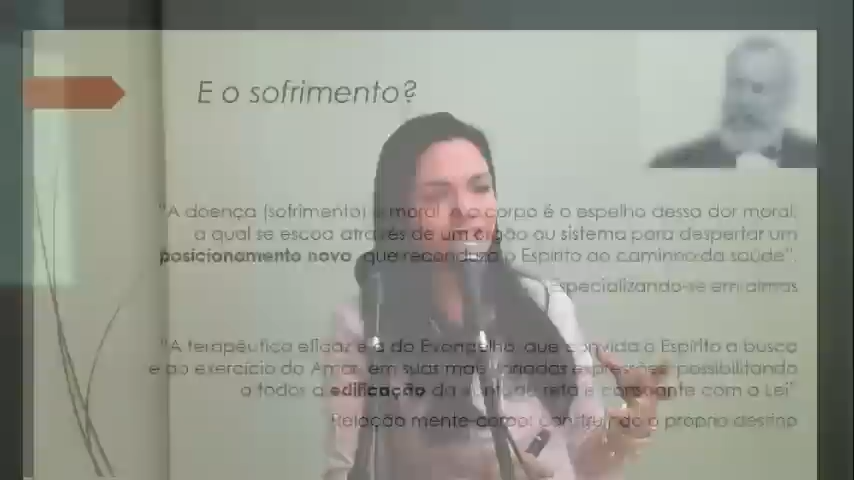 E o sofrimento?
"A doença (sofrimento) é moral, e o corpo é o espelho dessa dor moral,
a qual se escoa através de um órgão ou sistema para despertar um
posicionamento novo, que reconduza o Espírito ao caminho da saúde".
Especializando-se em almas
"A terapêutica eficaz é a do Evangelho, que convida o Espírito a busca
e ao exercício do Amor, em suas mais variadas expressões, possibilitando
a todos a edificação da conduta reta e consoante com a Lei"
Relação mente-corpo: construindo o próprio destino